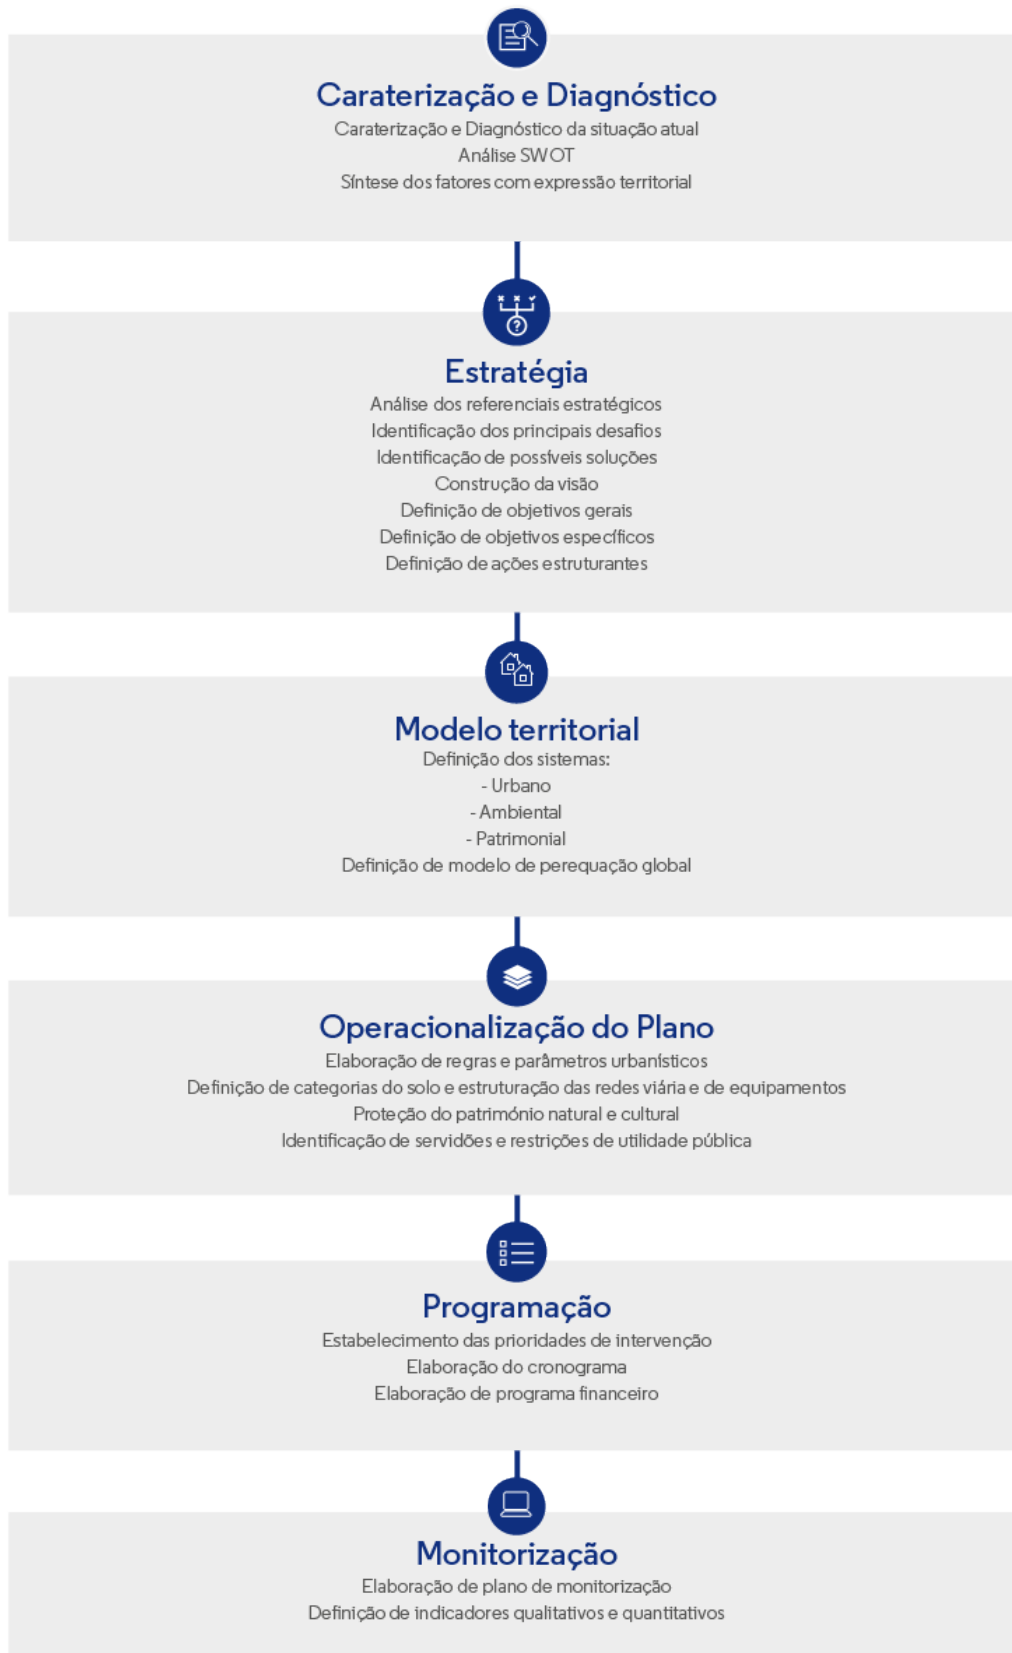 Caraterização e Diagnóstico
Caraterização e Diagnóstico da situação atual
Análise SWOT
Síntese dos fatores com expressão territorial
?
Estratégia
Análise dos referenciais estratégicos
Identificação dos principais desafios
Identificação de possíveis soluções
Construção da visão
Definição de objetivos gerais
Definição de objetivos específicos
Definição de ações estruturantes
Modelo territorial
Definição dos sistemas:
- Urbano
- Ambiental
- Patrimonial
Definição de modelo de perequação global
Operacionalização do Plano
Elaboração de regras e parâmetros urbanísticos
Definição de categorias do solo e estruturação das redes viária e de equipamentos
Proteção do património natural e cultural
Identificação de servidões e restrições de utilidade pública
Programação
Estabelecimento das prioridades de intervenção
Elaboração do cronograma
Elaboração de programa financeiro
Monitorização
Elaboração de plano de monitorização
Definição de indicadores qualitativos e quantitativos